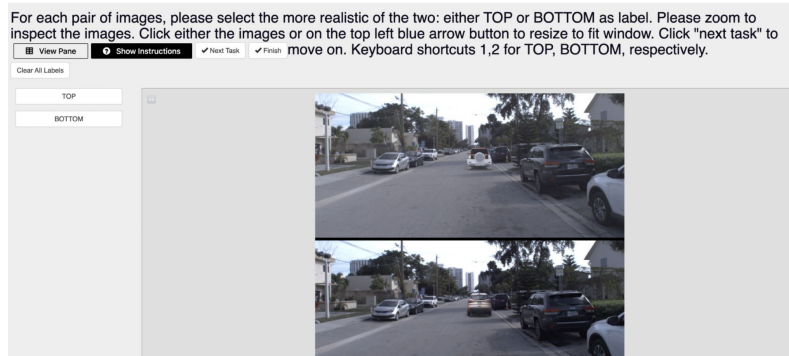 For each pair of images, please select the more realistic of the two: either TOP or BOTTOM as label. Please zoom to
inspect the images. Click either the images or on the top left blue arrow button to resize to fit window. Click "next task" to
View Pane Show Instructions Next Task Finish move on. Keyboard shortcuts 1,2 for TOP, BOTTOM, respectively.
Clear All Labels
TOP
BOTTOM